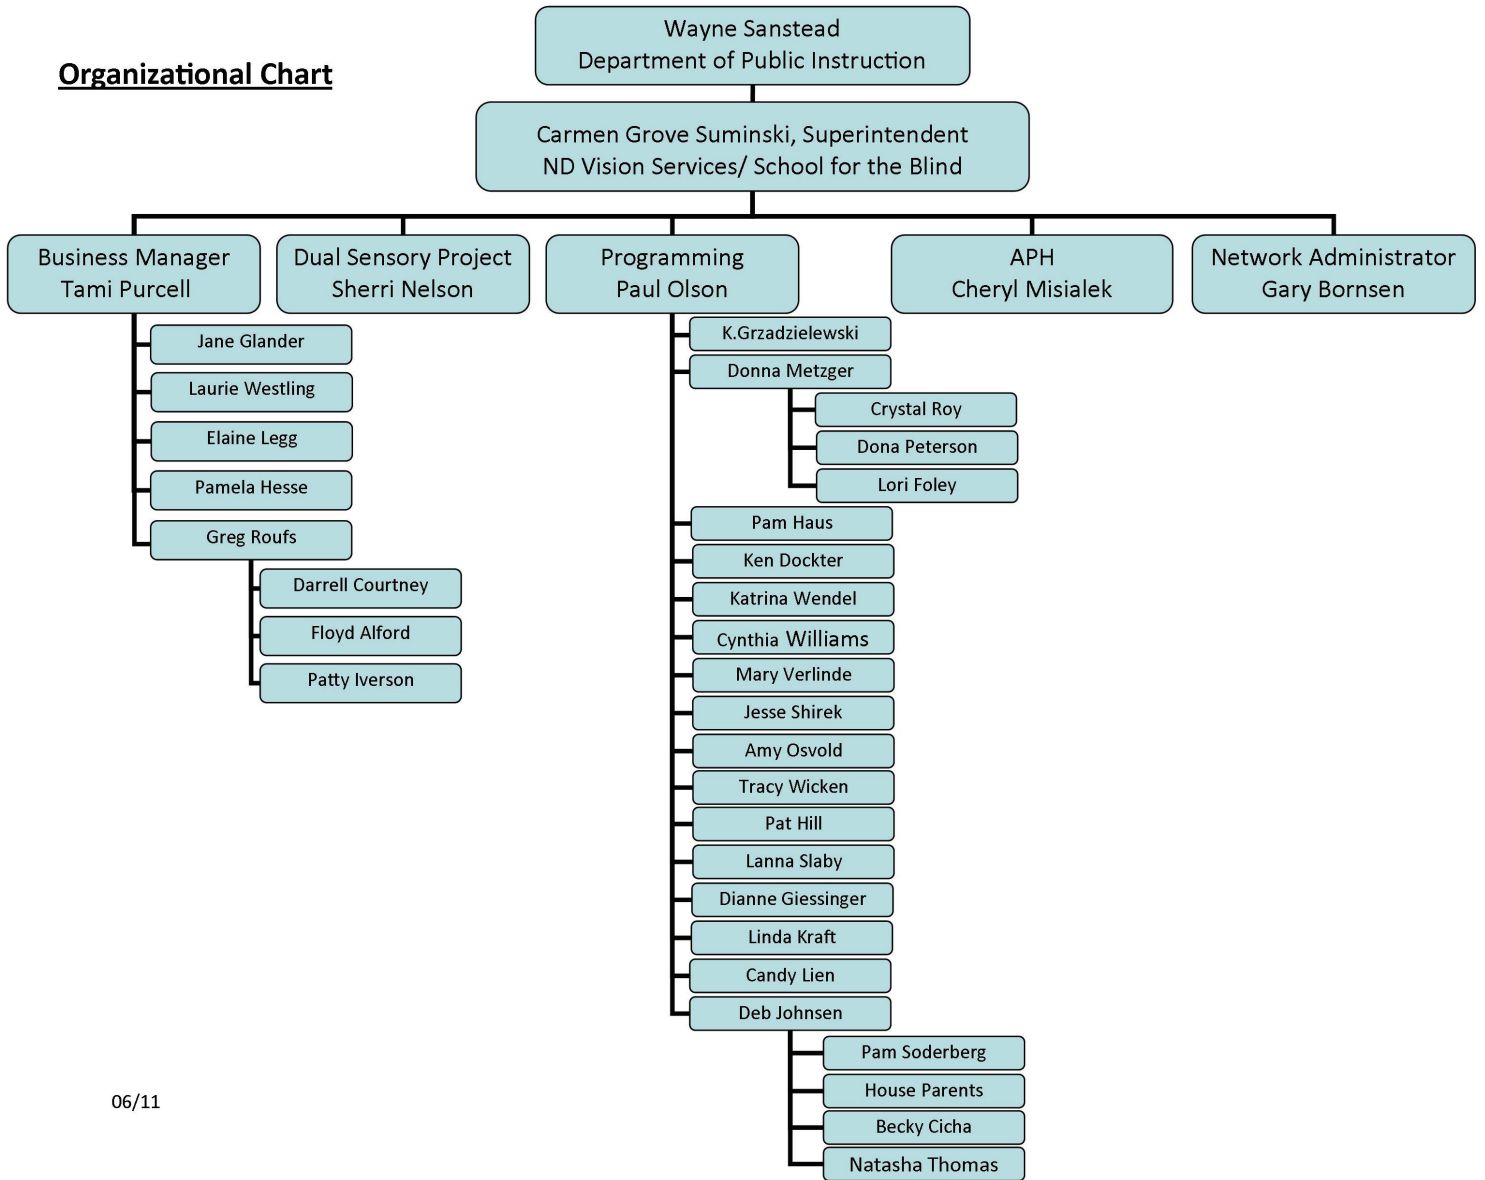 Organizational Chart
Wayne Sanstead
Department of Public Instruction
Carmen Grove Suminski, Superintendent
ND Vision Services/ School for the Blind
Business Manager
Tami Purcell
Dual Sensory Project
Sherri Nelson
Programming
Paul Olson
APH
Cheryl Misialek
Network Administrator
Gary Bornsen
Jane Glander
Laurie Westling
Elaine Legg
Pamela Hesse
Greg Roufs
Darrell Courtney
Floyd Alford
Patty Iverson
K.Grzadzielewski
Donna Metzger
Crystal Roy
Dona Peterson
Lori Foley
Pam Haus
Ken Dockter
Katrina Wendel
Cynthia Williams
Mary Verlinde
Jesse Shirek
Amy Osvold
Tracy Wicken
Pat Hill
Lanna Slaby
Dianne Giessinger
Linda Kraft
Candy Lien
Deb Johnsen
Pam Soderberg
House Parents
Becky Cicha
Natasha Thomas
06/11